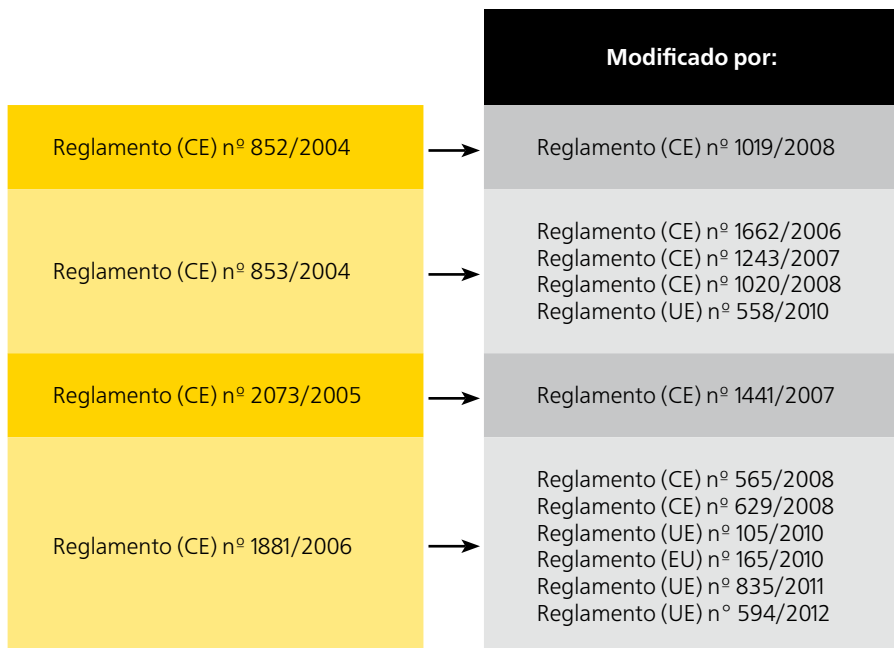 Modificado por:
Reglamento (CE) nº 852/2004
Reglamento (CE) nº 1019/2008
Reglamento (CE) nº 853/2004
Reglamento (CE) nº 1662/2006
Reglamento (CE) nº 1243/2007
Reglamento (CE) nº 1020/2008
Reglamento (UE) nº 558/2010
Reglamento (CE) nº 2073/2005
Reglamento (CE) nº 1441/2007
Reglamento (CE) nº 1881/2006
Reglamento (CE) nº 565/2008
Reglamento (CE) nº 629/2008
Reglamento (UE) nº 105/2010
Reglamento (EU) nº 165/2010
Reglamento (UE) nº 835/2011
Reglamento (UE) n° 594/2012